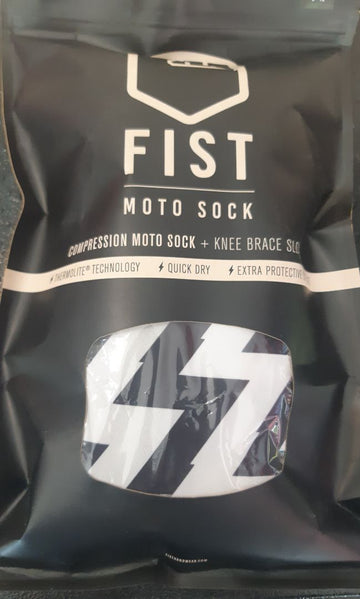 FIST
MOTO SOCK
COMPRESSION MOTO SOCK + KNEE BRACE
THERMOLITE® TECHNOLOGY QUICK DRY EXTRA PROTECTIVE